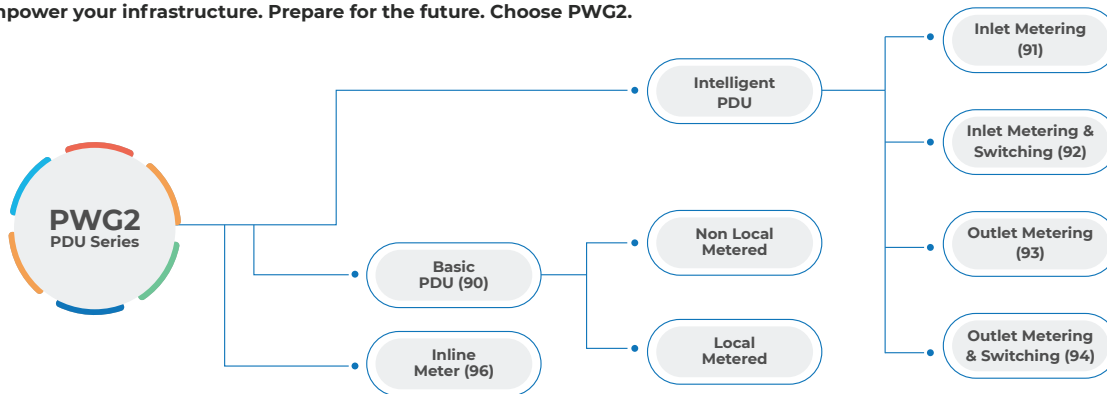 mpower your infrastructure. Prepare for the future. Choose PWG2.
PWG2
PDU Series
Intelligent
PDU
Basic
PDU (90)
Inline
Meter (96)
Non Local
Metered
Local
Metered
Inlet Metering
(91)
Inlet Metering &
Switching (92)
Outlet Metering
(93)
Outlet Metering
& Switching (94)